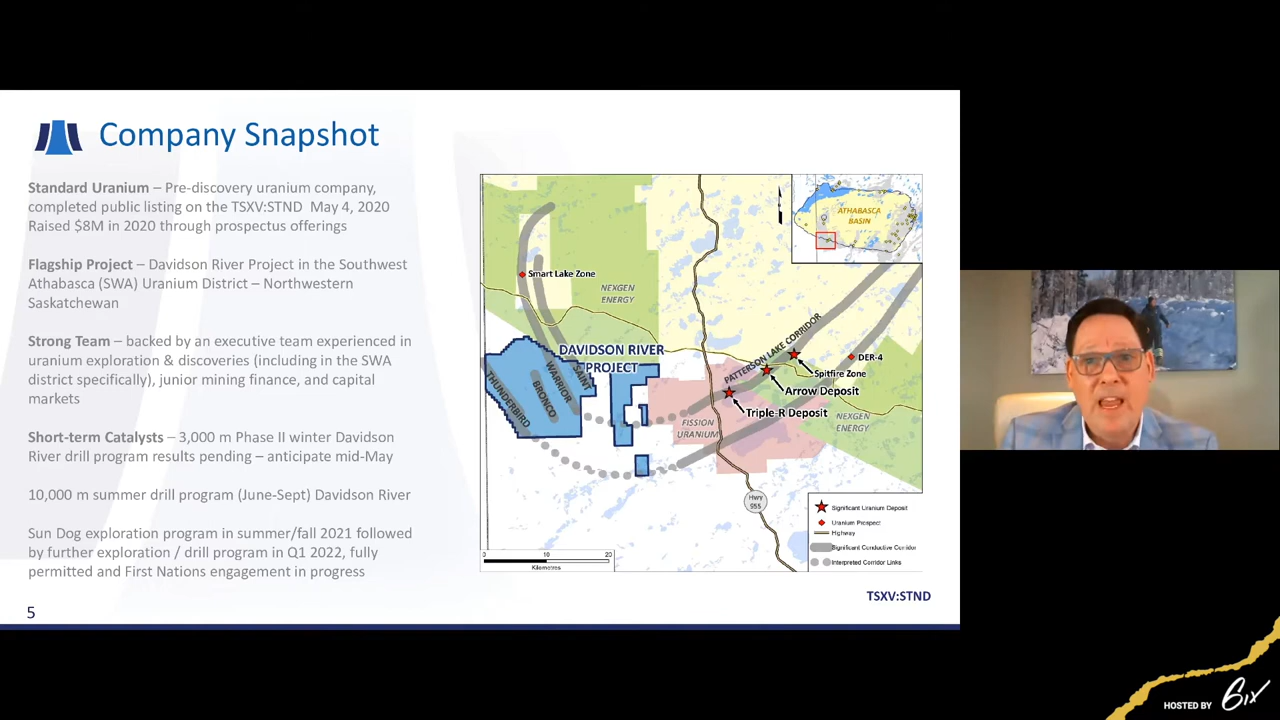 Company Snapshot
Standard Uranium – Pre-discovery uranium company,
completed public listing on the TSXV:STND May 4, 2020
Raised $8M in 2020 through prospectus offerings
Flagship Project – Davidson River Project in the Southwest
Athabasca (SWA) Uranium District – Northwestern
Saskatchewan
Strong Team – backed by an executive team experienced in
uranium exploration & discoveries (including in the SWA
district specifically), junior mining finance, and capital
markets
Short-term Catalysts – 3,000 m Phase II winter Davidson
River drill program results pending – anticipate mid-May
10,000 m summer drill program (June-Sept) Davidson River
Sun Dog exploration program in summer/fall 2021 followed
by further exploration / drill program in Q1 2022, fully
permitted and First Nations engagement in progress
5
ATHABASCA
BASIN
Smart Lake Zone
NEXGEN
ENERGY
DAVIDSON RIVER
PROJECT
THUNDERBIRD
BRONCO
WARRIOR
PATTERSON LAKE CORRIDOR
DER-4
Spitfire Zone
Arrow Deposit
Triple-R Deposit
FISSION
URANIUM
NEXGEN
ENERGY
Hwy
955
0 10 20
Kilometres
Significant Uranium Deposit
Uranium Prospect
Highway
Significant Conductive Corridor
Interpreted Corridor Links
TSXV:STND
HOSTED BY 6ix